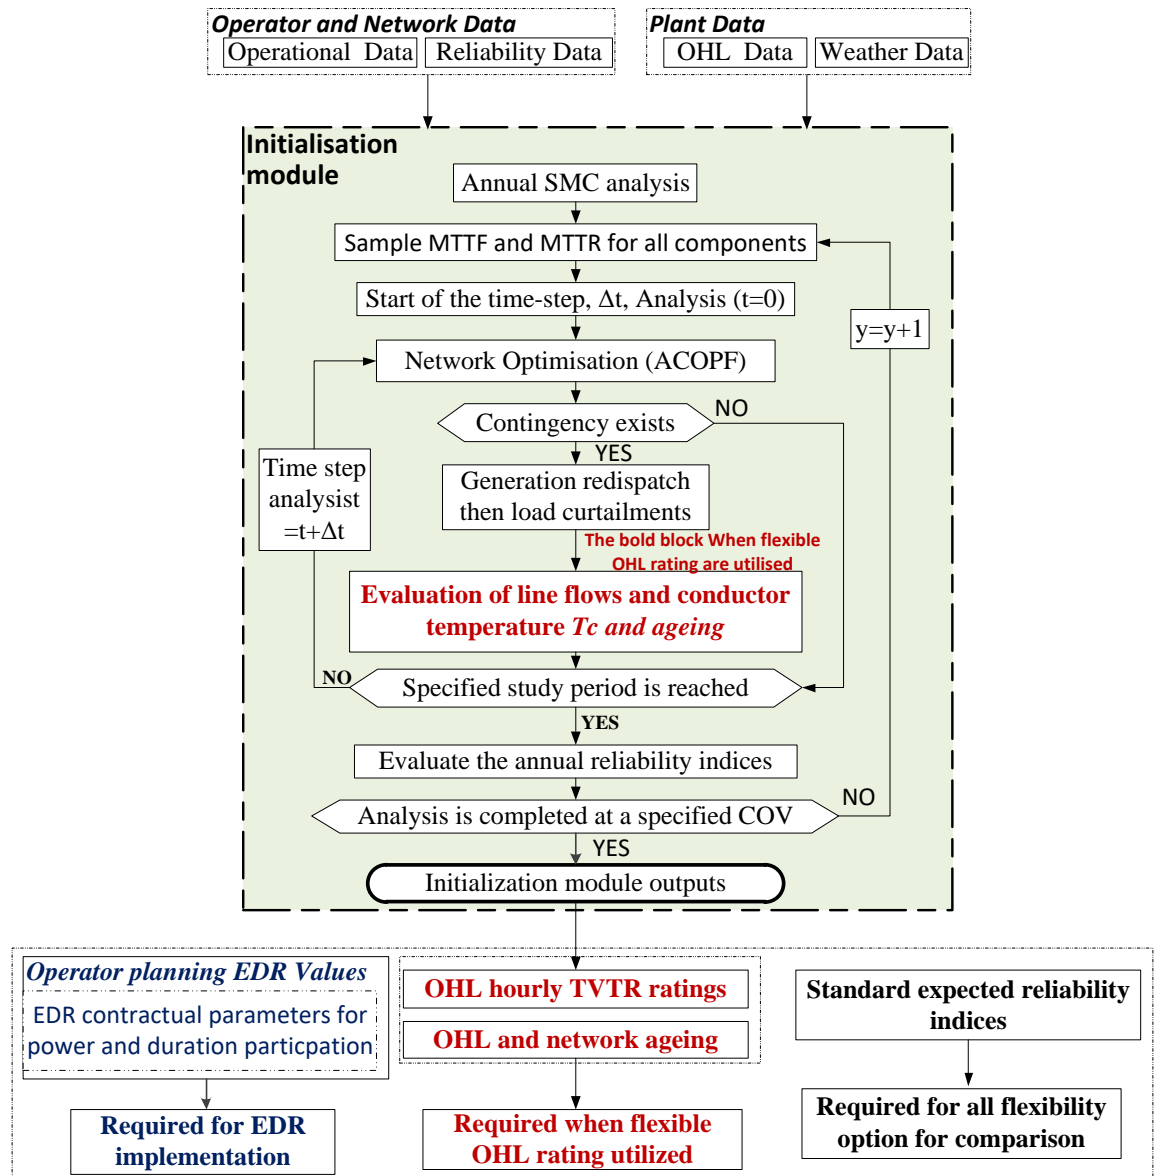 Operator and Network Data
Operational Data
Reliability Data
Plant Data
OHL Data
Weather Data
Initialisation
module
Annual SMC analysis
Sample MTTF and MTTR for all components
Start of the time-step, Δt, Analysis (t=0)
y=y+1
Network Optimisation (ACOPF)
Contingency exists
NO
YES
Time step
analysist
=t+Δt
Generation redispatch
then load curtailments
The bold block When flexible
OHL rating are utilised
Evaluation of line flows and conductor
temperature Tc and ageing
NO
Specified study period is reached
YES
Evaluate the annual reliability indices
Analysis is completed at a specified COV
NO
YES
Initialization module outputs
Operator planning EDR Values
EDR contractual parameters for
power and duration particpation
Required for EDR
implementation
OHL hourly TVTR ratings
OHL and network ageing
Required when flexible
OHL rating utilized
Standard expected reliability
indices
Required for all flexibility
option for comparison